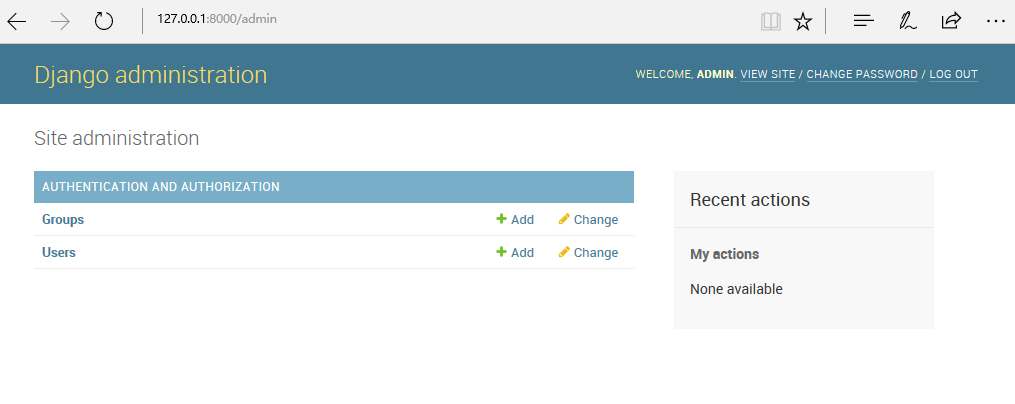 127.0.0.1:8000/admin
Django administration
WELCOME, ADMIN. VIEW SITE / CHANGE PASSWORD / LOG OUT
Site administration
AUTHENTICATION AND AUTHORIZATION
Groups Add Change
Users Add Change
Recent actions
My actions
None available